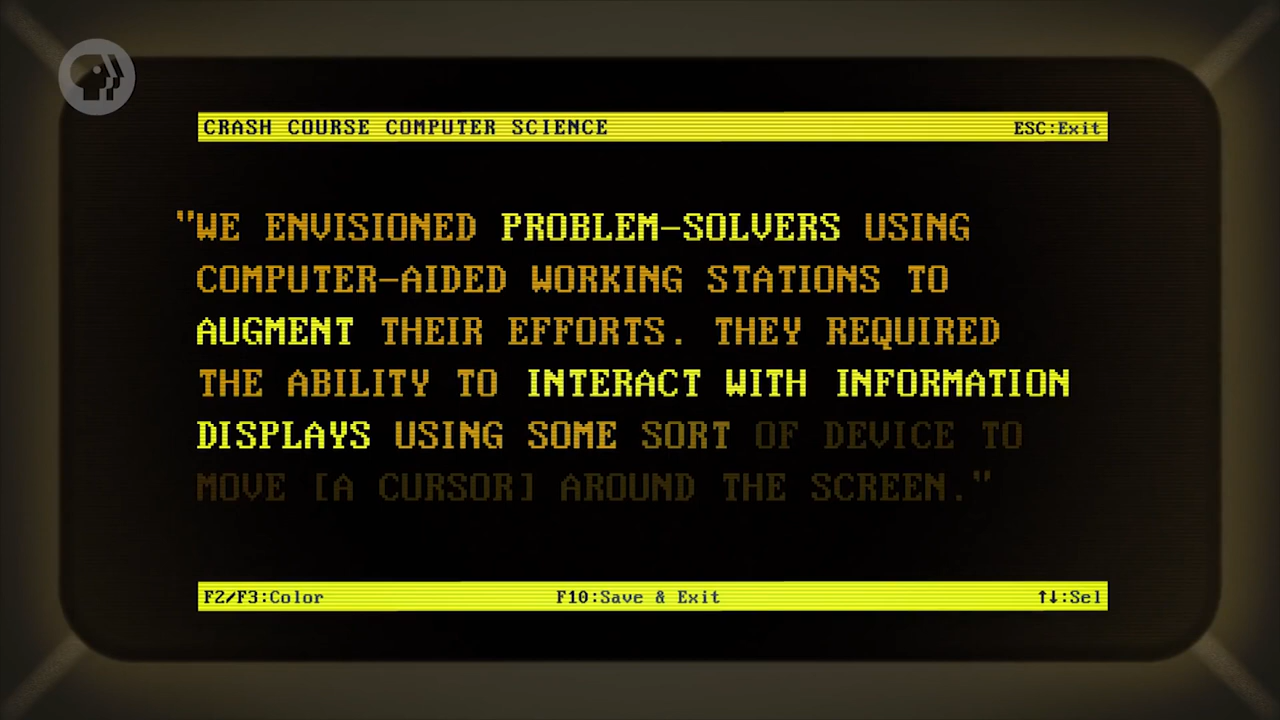 CRASH COURSE COMPUTER SCIENCE ESC:Exit
"WE ENVISIONED PROBLEM-SOLVERS USING
COMPUTER-AIDED WORKING STATIONS TO
AUGMENT THEIR EFFORTS. THEY REQUIRED
THE ABILITY TO INTERACT WITH INFORMATION
DISPLAYS USING SOME SORT OF DEVICE TO
MOVE [A CURSOR] AROUND THE SCREEN."
F2/F3:Color F10:Save & Exit ↑↓:Sel